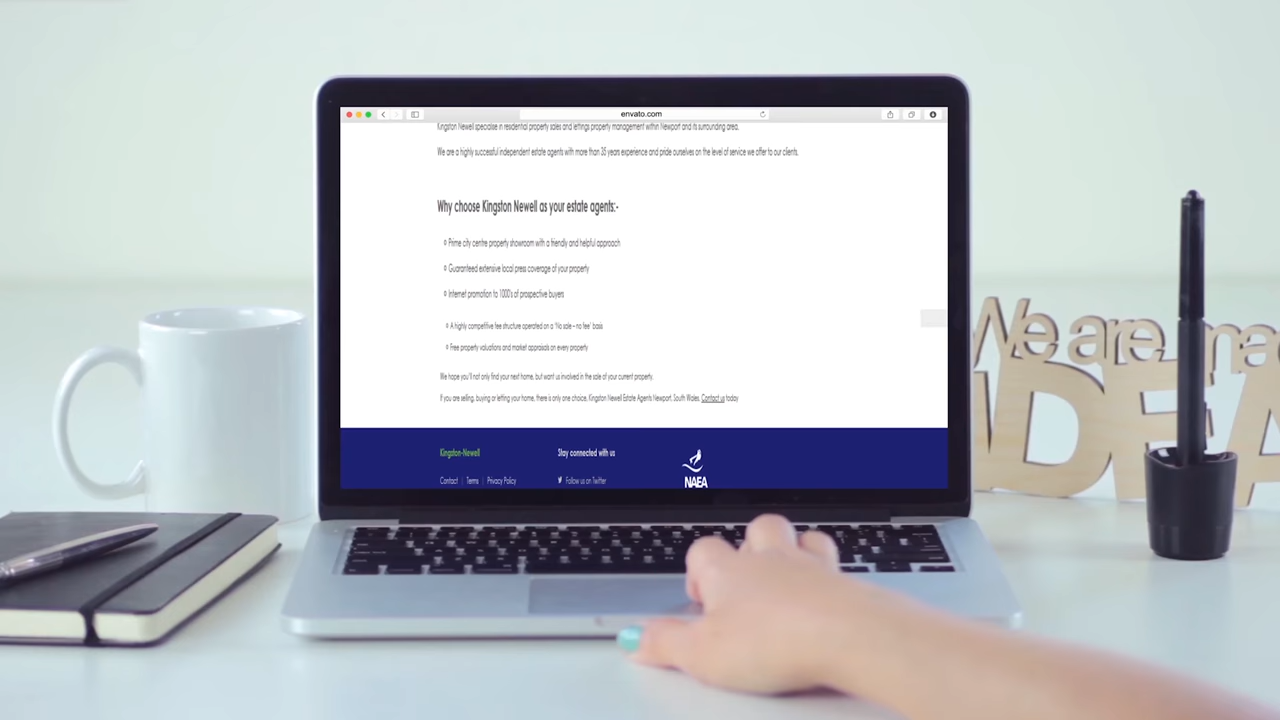 envato.com
Kingston Newell specialise in residential property sales and lettings property management within Newport and its surrounding area.
We are a highly successful independent estate agents with more than 35 years experience and pride ourselves on the level of service we offer to our clients.
Why choose Kingston Newell as your estate agents:-
Prime city centre property showroom with a friendly and helpful approach
Guaranteed extensive local press coverage of your property
Internet promotion to 1000's of prospective buyers
A highly competitive fee structure operated on a 'No sale – no fee' basis
Free property valuations and market appraisals on every property
We hope you'll not only find your next home, but want us involved in the sale of your current property.
If you are selling, buying or letting your home, there is only one choice, Kingston Newell Estate Agents Newport, South Wales. Contact us today
Kingston-Newell
Stay connected with us
Contact | Terms | Privacy Policy
Follow us on Twitter
NAEA
We are ma
IDEA